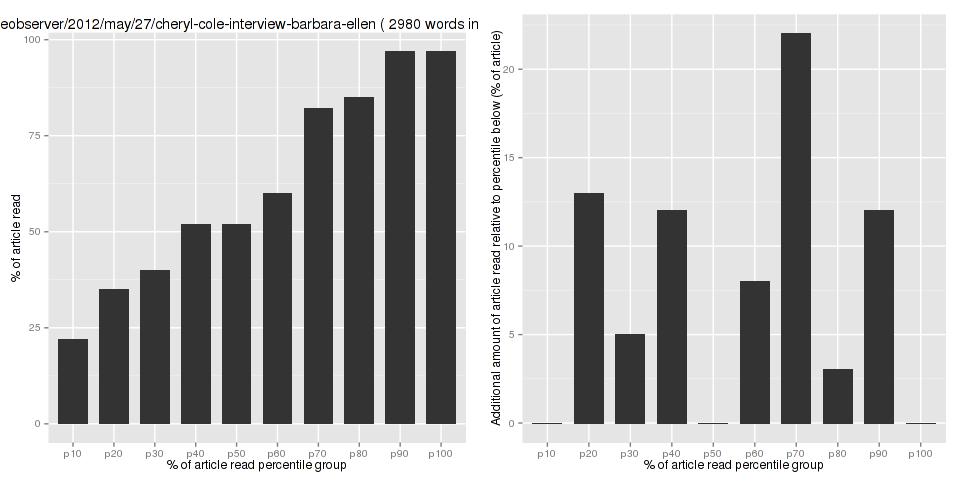 eobserver/2012/may/27/cheryl-cole-interview-barbara-ellen ( 2980 words in
% of article read
100
75
50
25
0
p10 p20 p30 p40 p50 p60 p70 p80 p90 p100
% of article read percentile group
Additional amount of article read relative to percentile below (% of article)
20
15
10
5
0
p10 p20 p30 p40 p50 p60 p70 p80 p90 p100
% of article read percentile group